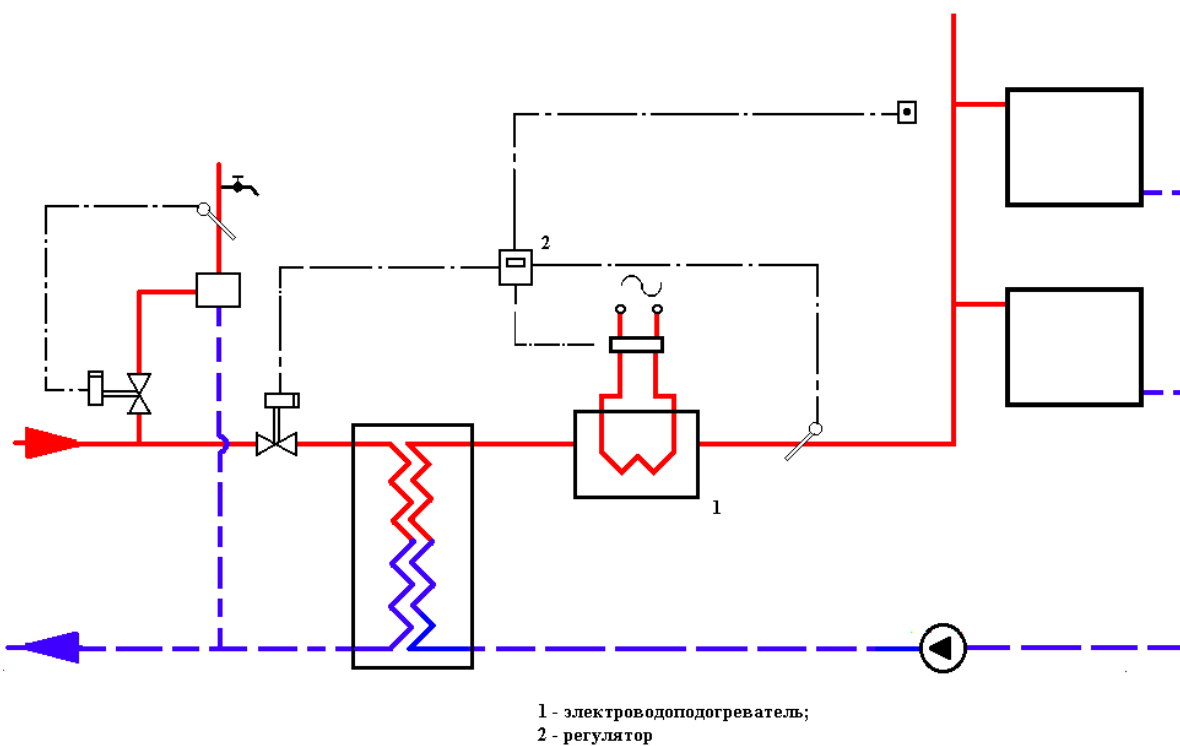 2
1
1 - электроводоподогреватель;
2 - регулятор